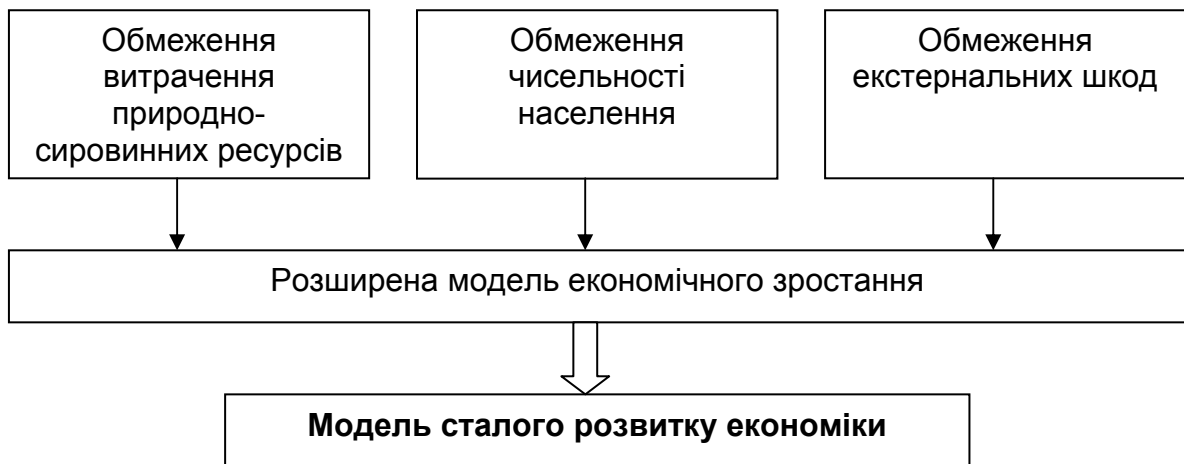 Обмеження
витрачення
природно-
сировинних ресурсів
Обмеження
чисельності
населення
Обмеження
екстернальних шкод
Розширена модель економічного зростання
Модель сталого розвитку економіки